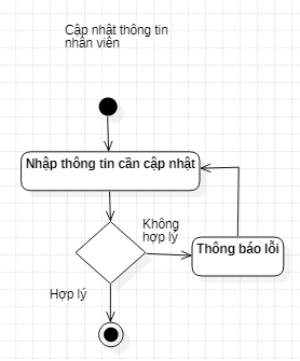 Cập nhật thông tin
nhân viên
Nhập thông tin cần cập nhật
Không
hợp lý
Thông báo lỗi
Hợp lý